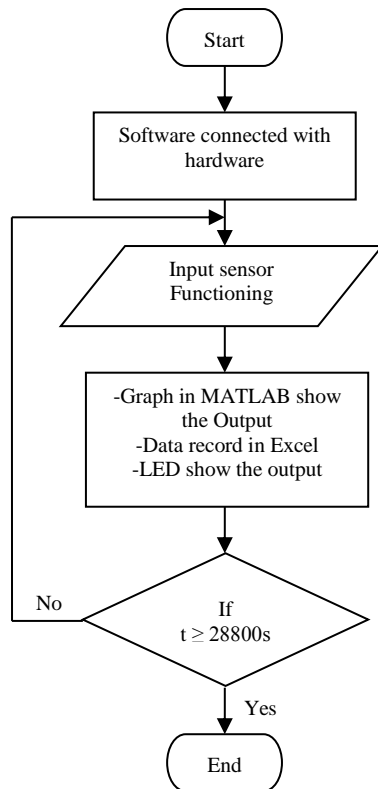 Start
Software connected with
hardware
Input sensor
Functioning
-Graph in MATLAB show
the Output
-Data record in Excel
-LED show the output
No
If
t ≥ 28800s
Yes
End